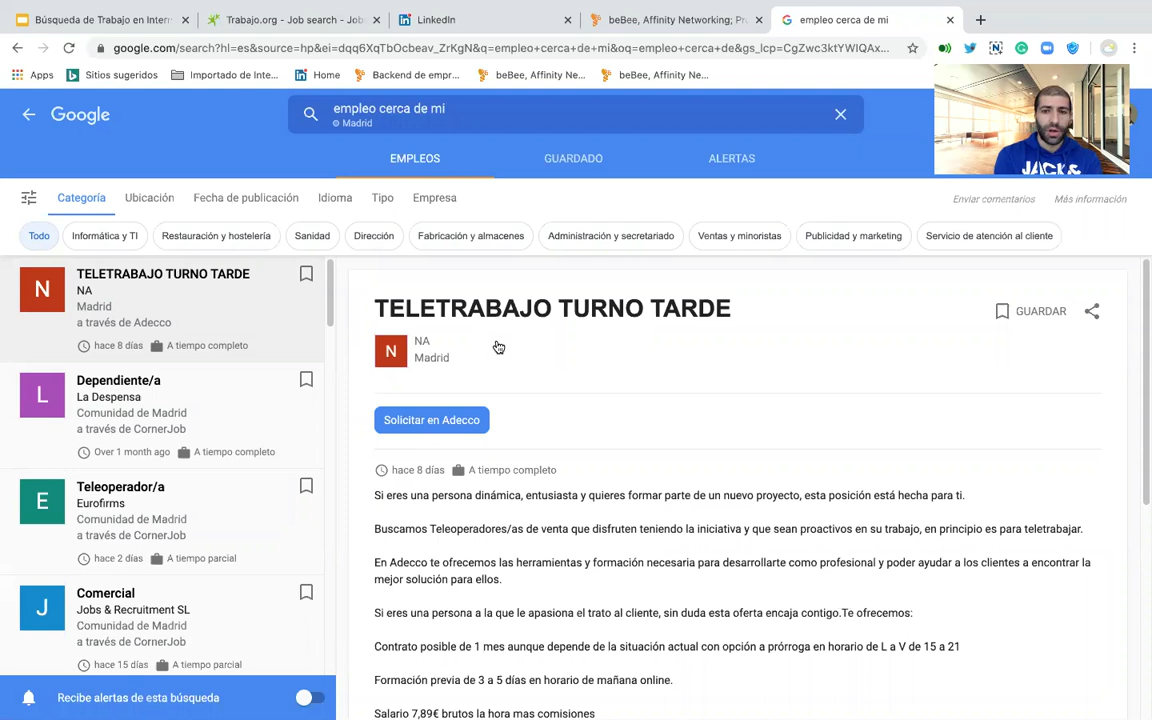 Búsqueda de Trabajo en Intern
Trabajo.org - Job search - Job
LinkedIn
beBee, Affinity Networking; Pr
empleo cerca de mi
google.com/search?hl=es&source=hp&ei=dqq6XqTbOcbeav_ZrKgN&q=empleo+cerca+de+mi&oq=empleo+cerca+de&gs_lcp=CgZwc3ktYWIQAx...
Apps
Sitios sugeridos
Importado de Inte...
Home
Backend de empr...
beBee, Affinity Ne...
beBee, Affinity Ne...
Google
empleo cerca de mi
Madrid
EMPLEOS
GUARDADO
ALERTAS
JACK &
Categoría
Ubicación
Fecha de publicación
Idioma
Tipo
Empresa
Enviar comentarios
Más información
Todo
Informática y TI
Restauración y hostelería
Sanidad
Dirección
Fabricación y almacenes
Administración y secretariado
Ventas y minoristas
Publicidad y marketing
Servicio de atención al cliente
N
TELETRABAJO TURNO TARDE
NA
Madrid
a través de Adecco
hace 8 días
A tiempo completo
L
Dependiente/a
La Despensa
Comunidad de Madrid
a través de CornerJob
Over 1 month ago
A tiempo completo
E
Teleoperador/a
Eurofirms
Comunidad de Madrid
a través de CornerJob
hace 2 días
A tiempo parcial
J
Comercial
Jobs & Recruitment SL
Comunidad de Madrid
a través de CornerJob
hace 15 días
A tiempo parcial
Recibe alertas de esta búsqueda
TELETRABAJO TURNO TARDE
GUARDAR
N
NA
Madrid
Solicitar en Adecco
hace 8 días
A tiempo completo
Si eres una persona dinámica, entusiasta y quieres formar parte de un nuevo proyecto, esta posición está hecha para ti.
Buscamos Teleoperadores/as de venta que disfruten teniendo la iniciativa y que sean proactivos en su trabajo, en principio es para teletrabajar.
En Adecco te ofrecemos las herramientas y formación necesaria para desarrollarte como profesional y poder ayudar a los clientes a encontrar la
mejor solución para ellos.
Si eres una persona a la que le apasiona el trato al cliente, sin duda esta oferta encaja contigo.Te ofrecemos:
Contrato posible de 1 mes aunque depende de la situación actual con opción a prórroga en horario de L a V de 15 a 21
Formación previa de 3 a 5 días en horario de mañana online.
Salario 7,89€ brutos la hora mas comisiones